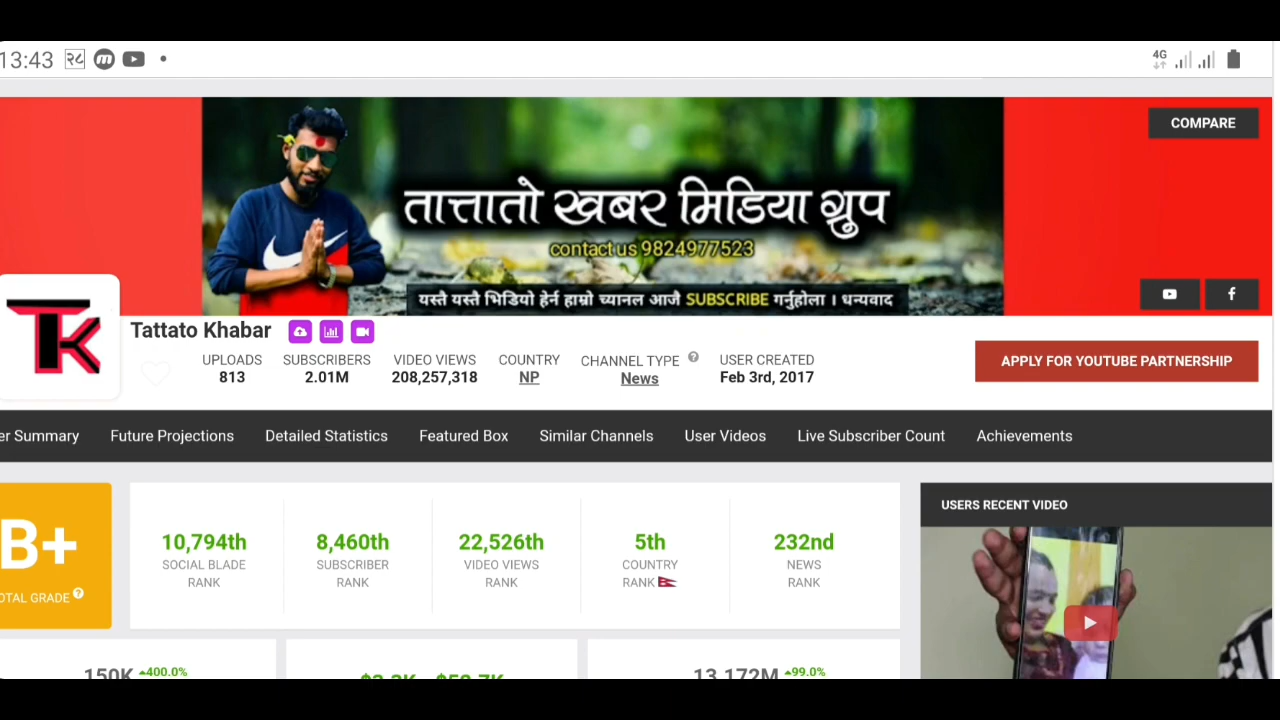 13:43 २८
4G
COMPARE
तात्तातो खबर मिडिया ग्रुप
contact us 9824977523
यस्तै यस्तै भिडियो हेर्न हाम्रो च्यानल आजै SUBSCRIBE गर्नुहोला । धन्यवाद
TK
Tattato Khabar
UPLOADS SUBSCRIBERS VIDEO VIEWS COUNTRY CHANNEL TYPE USER CREATED
813 2.01M 208,257,318 NP News Feb 3rd, 2017
APPLY FOR YOUTUBE PARTNERSHIP
er Summary Future Projections Detailed Statistics Featured Box Similar Channels User Videos Live Subscriber Count Achievements
B+
OTAL GRADE
10,794th 8,460th 22,526th 5th 232nd
SOCIAL BLADE SUBSCRIBER VIDEO VIEWS COUNTRY NEWS
RANK RANK RANK RANK RANK
USERS RECENT VIDEO
150K 400.0% 13.172M 99.0%